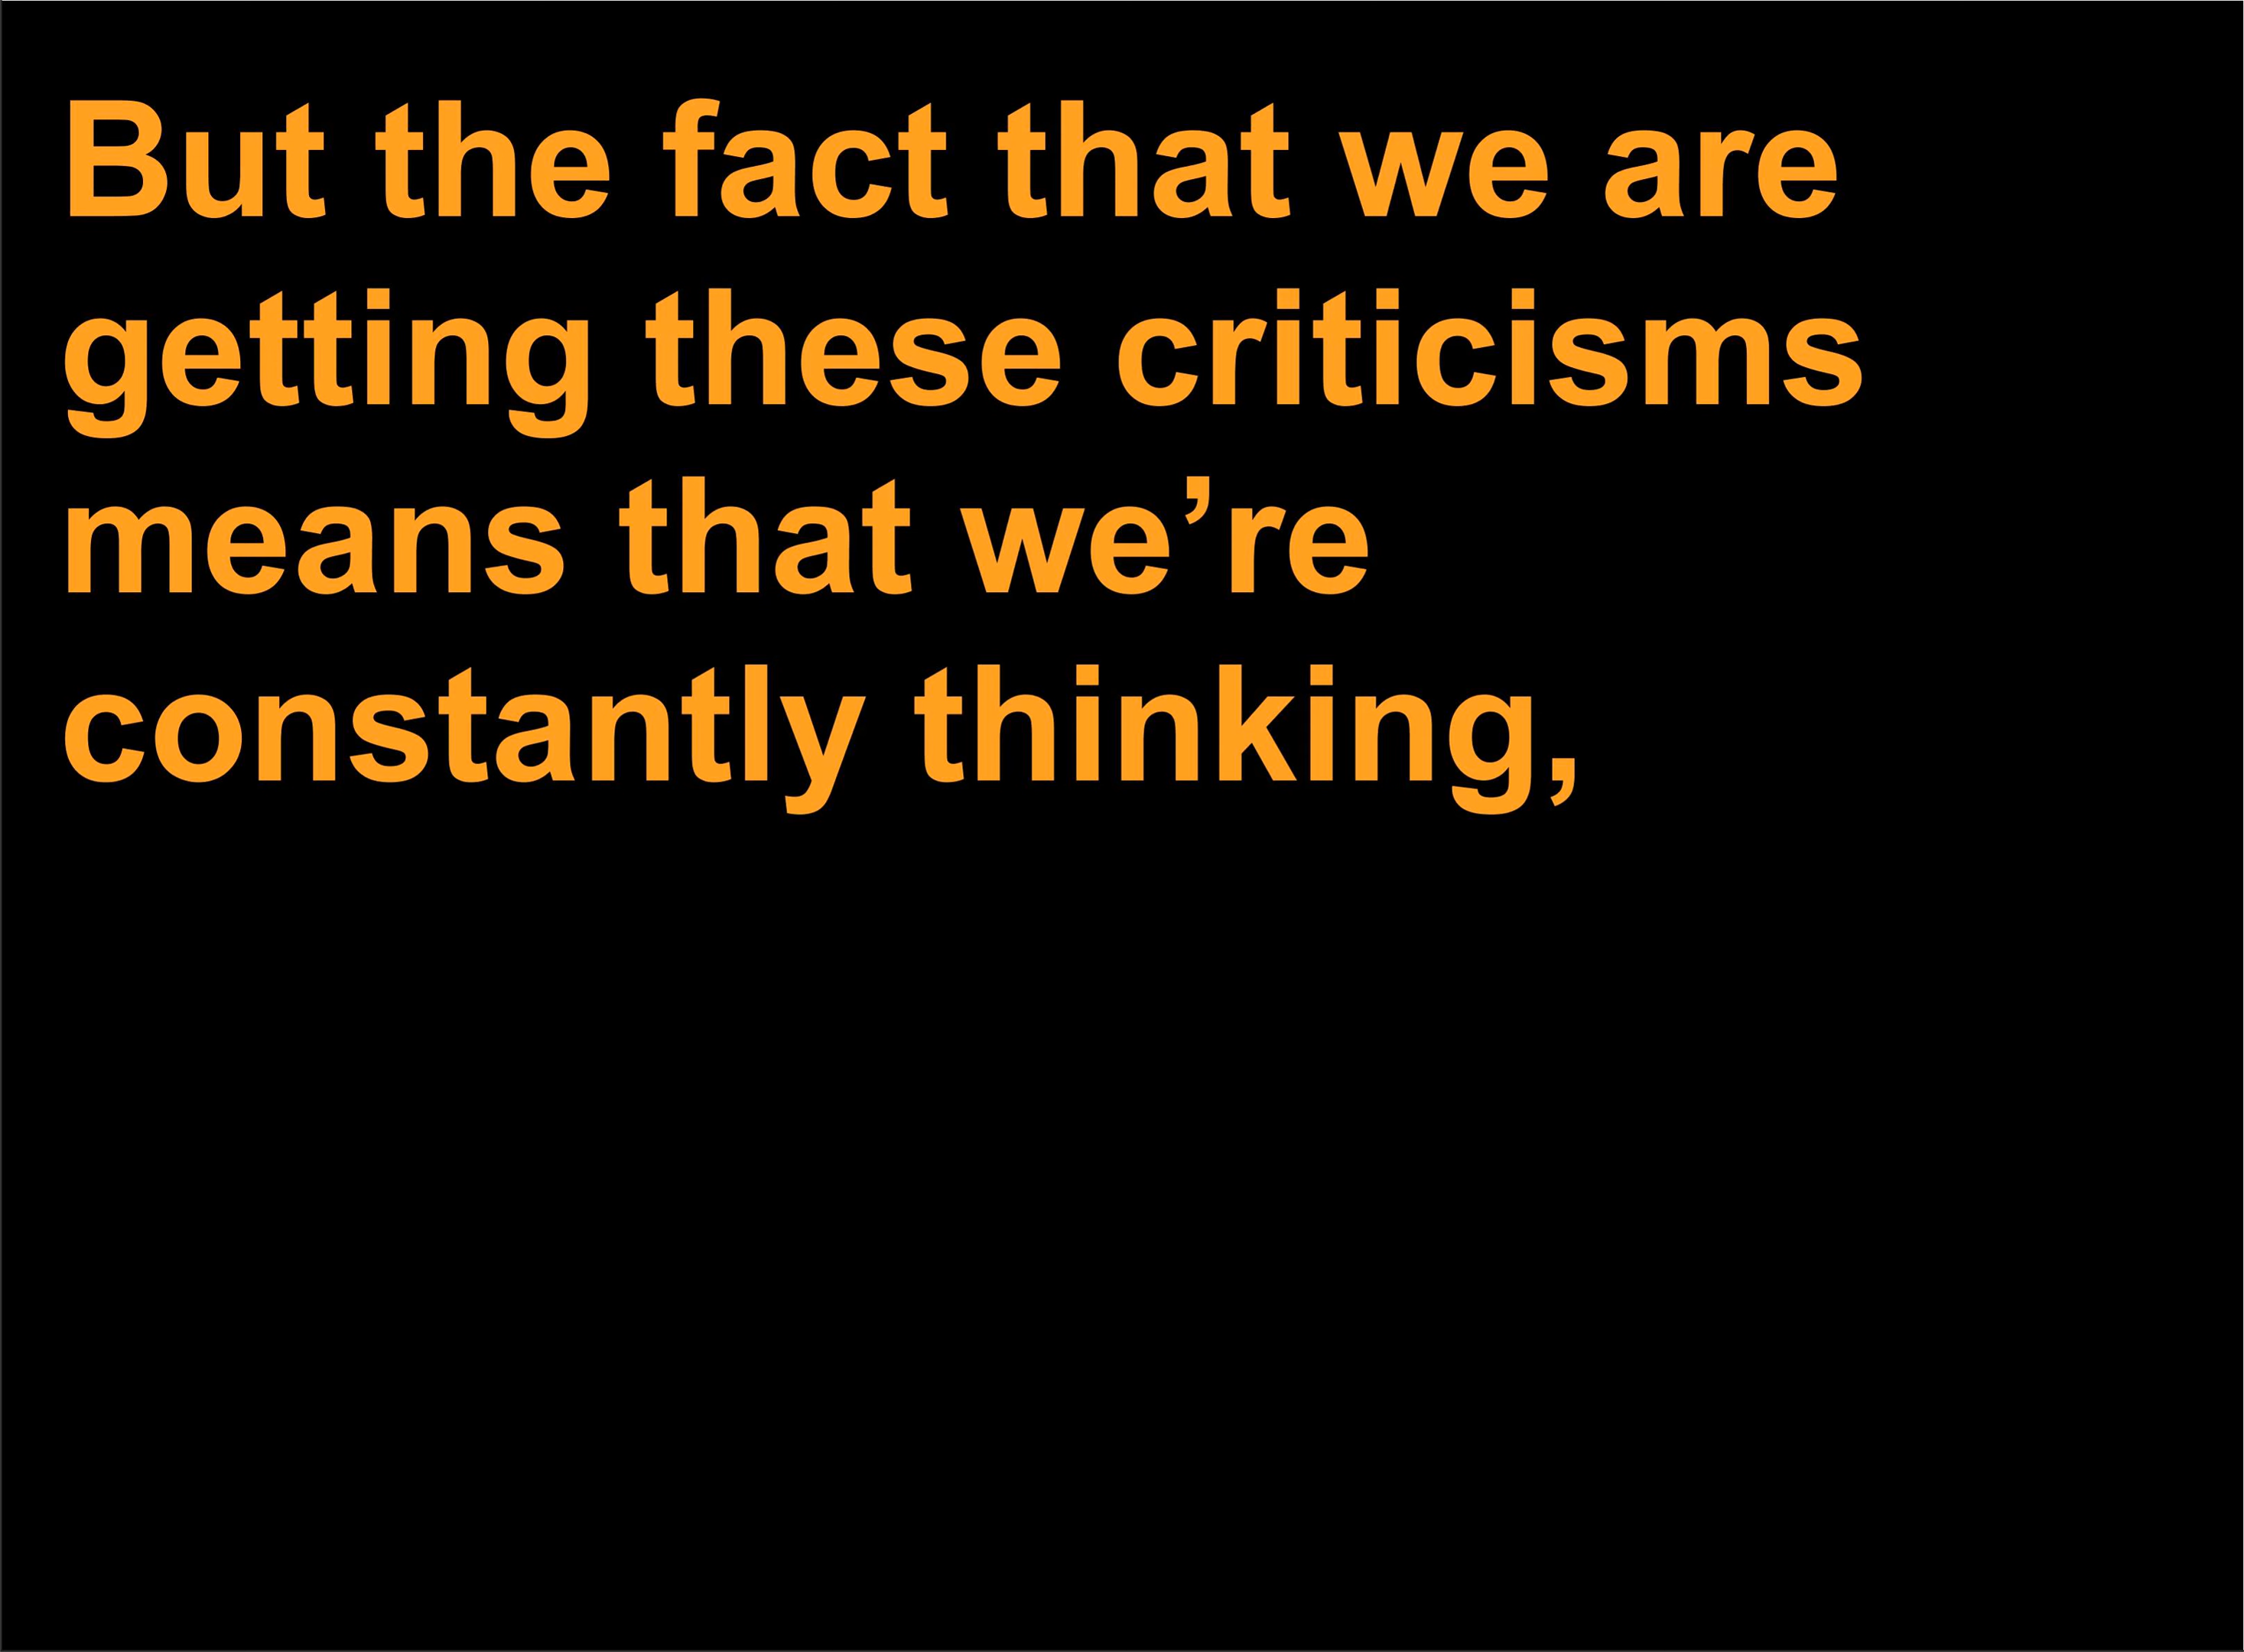 But the fact that we are
getting these criticisms
means that we’re
constantly thinking,